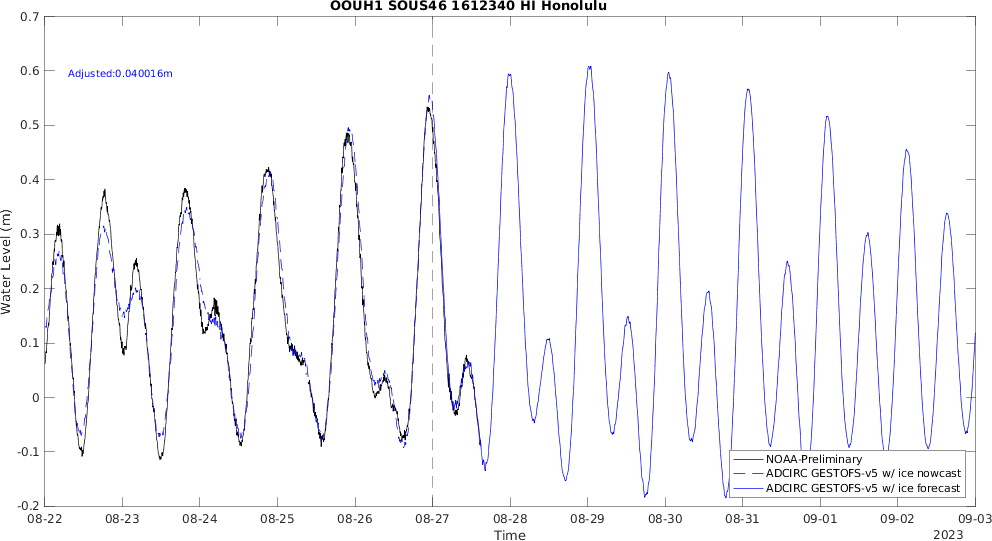 OOUH1 SOUS46 1612340 HI Honolulu
0.7
0.6
0.5
0.4
0.3
0.2
0.1
0
-0.1
-0.2
Water Level (m)
Adjusted:0.040016m
NOAA-Preliminary
ADCIRC GESTOFS-v5 w/ ice nowcast
ADCIRC GESTOFS-v5 w/ ice forecast
08-22 08-23 08-24 08-25 08-26 08-27 08-28 08-29 08-30 08-31 09-01 09-02 09-03
Time
2023